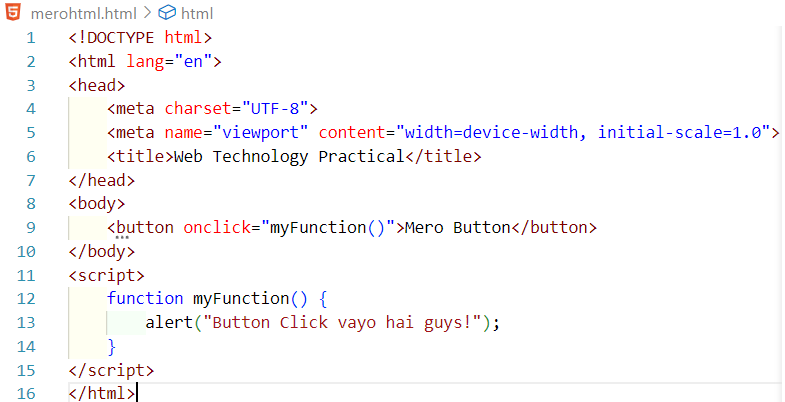 merohtml.html > html
1 <!DOCTYPE html>
2 <html lang="en">
3 <head>
4     <meta charset="UTF-8">
5     <meta name="viewport" content="width=device-width, initial-scale=1.0">
6     <title>Web Technology Practical</title>
7 </head>
8 <body>
9     <button onclick="myFunction()">Mero Button</button>
10 </body>
11 <script>
12     function myFunction() {
13         alert("Button Click vayo hai guys!");
14     }
15 </script>
16 </html>